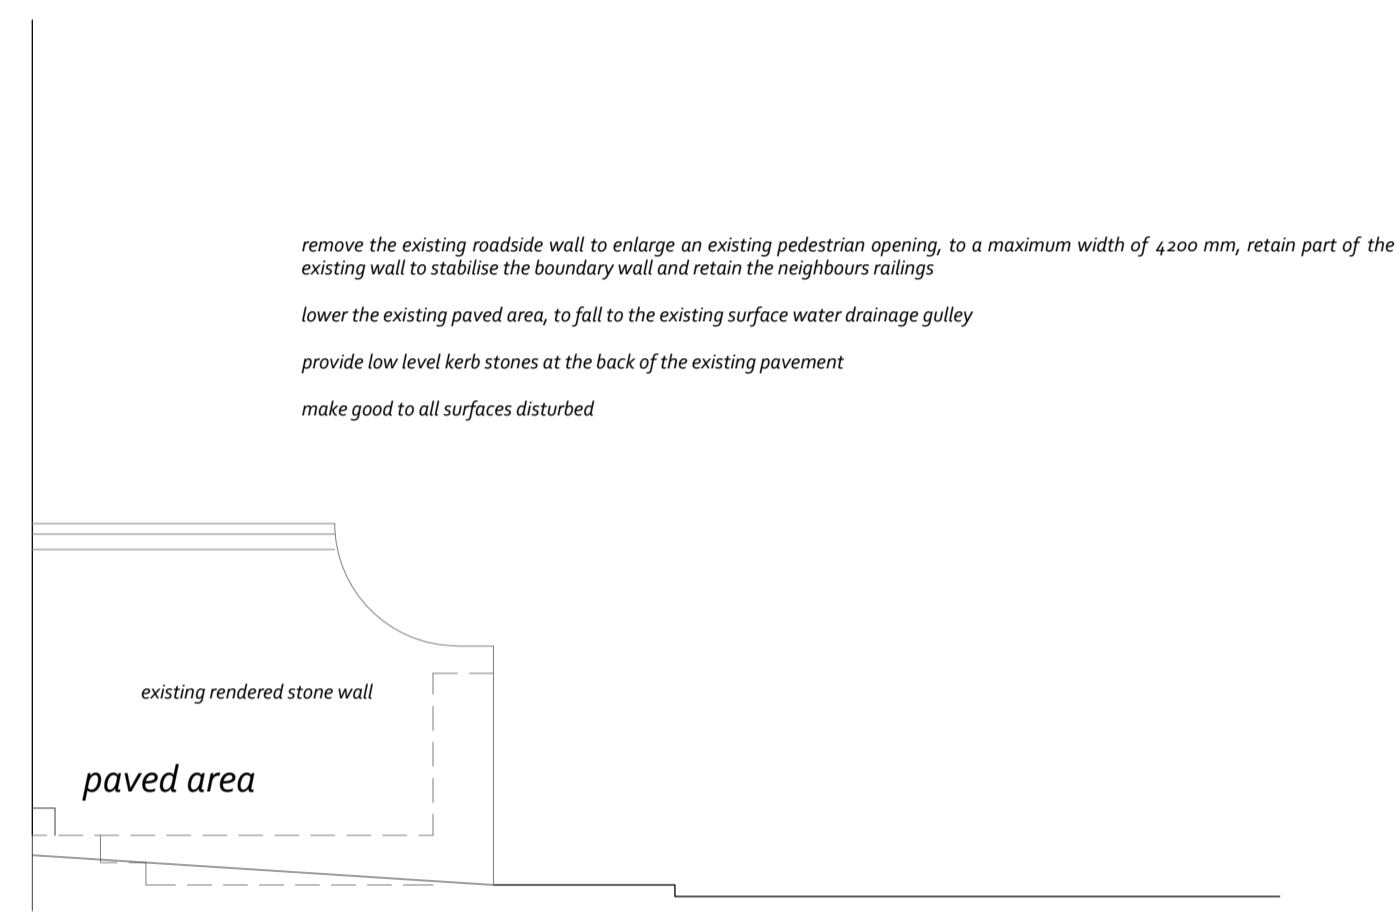 remove the existing roadside wall to enlarge an existing pedestrian opening, to a maximum width of 4200 mm, retain part of the
existing wall to stabilise the boundary wall and retain the neighbours railings
lower the existing paved area, to fall to the existing surface water drainage gulley
provide low level kerb stones at the back of the existing pavement
make good to all surfaces disturbed
existing rendered stone wall
paved area